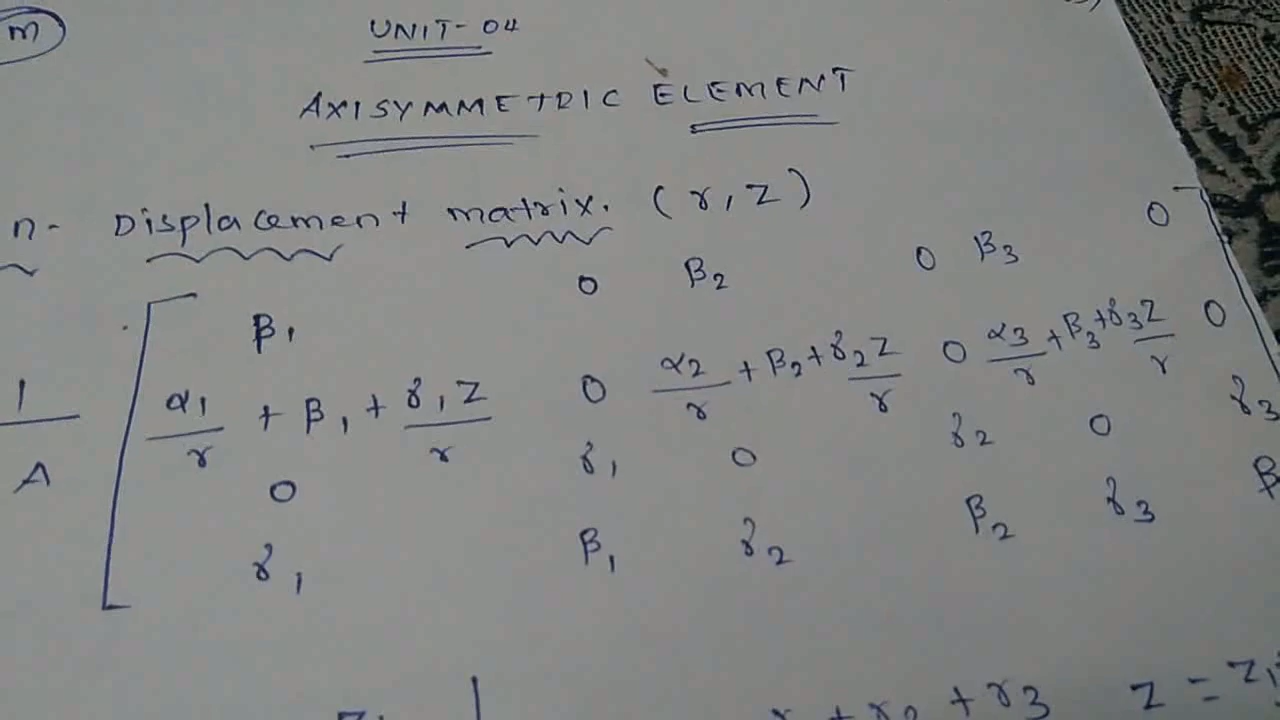 m
UNIT-04
AXISYMMETRIC ELEMENT
n- Displacement matrix. (r, z)
β₁ 0 β₂ 0 β₃ 0
1/A [ α₁/r + β₁ + γ₁z/r 0 α₂/r + β₂ + γ₂z/r 0 α₃/r + β₃ + γ₃z/r 0
0 γ₁ 0 γ₂ 0 γ₃
γ₁ β₁ γ₂ β₂ γ₃ β
r + r₂ + r₃ z = z₁